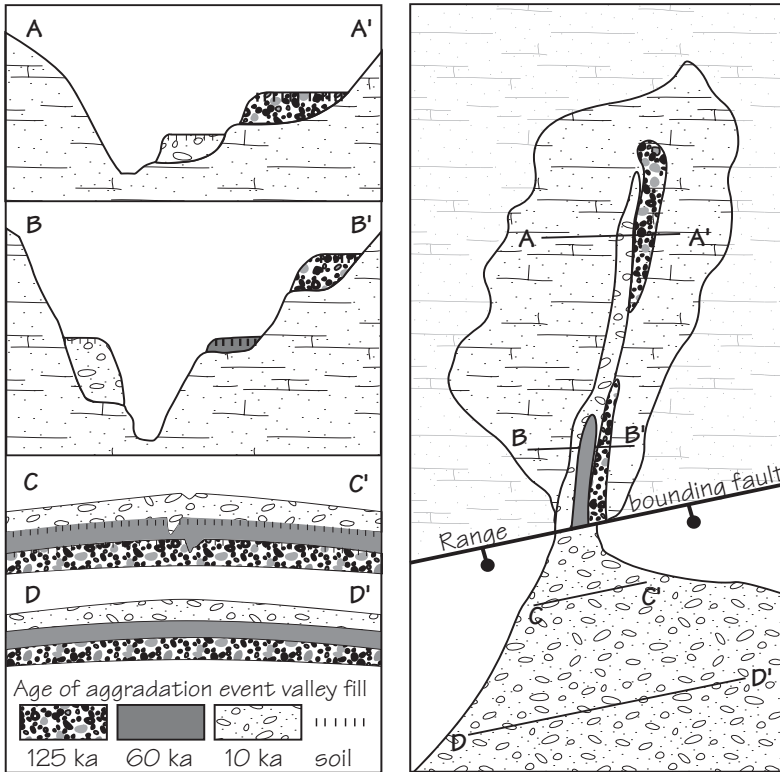 A A'
B B'
C C'
D D'
Age of aggradation event valley fill
125 ka 60 ka 10 ka soil
A A'
B B'
Range bounding fault
C C'
D D'